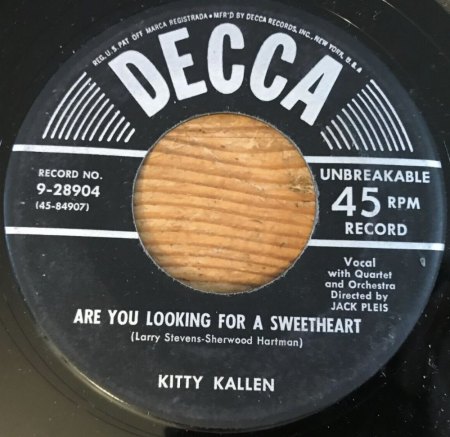 REG. U.S. PAT OFF. MARCA REGISTRADA • MF'D BY DECCA RECORDS, INC., NEW YORK, U.S.A.
DECCA
RECORD NO.
9-28904
(45-84907)
UNBREAKABLE
45 RPM
RECORD
Vocal
with Quartet
and Orchestra
Directed by
JACK PLEIS
ARE YOU LOOKING FOR A SWEETHEART
(Larry Stevens-Sherwood Hartman)
KITTY KALLEN